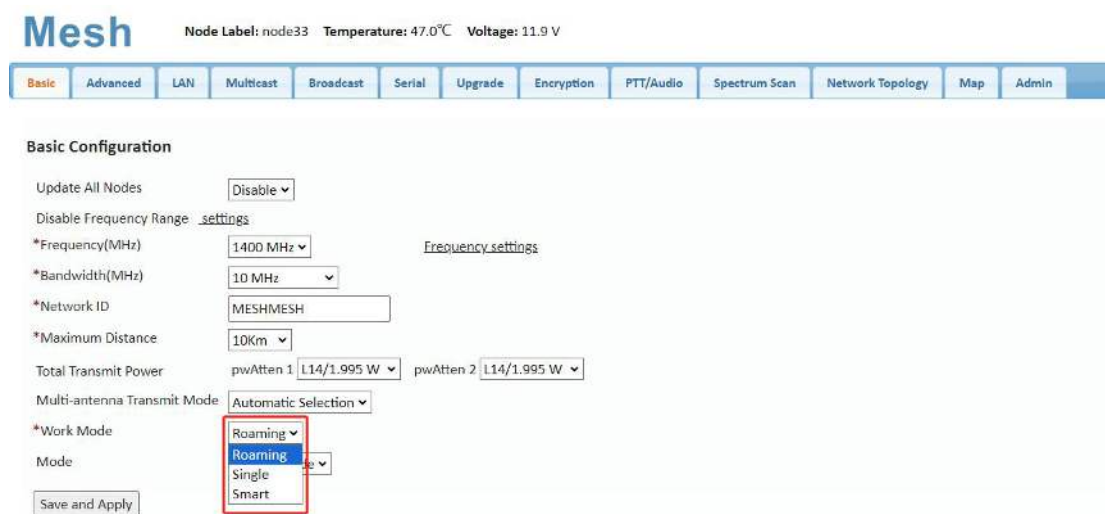 Mesh
Node Label: node33 Temperature: 47.0℃ Voltage: 11.9 V
Basic Advanced LAN Multicast Broadcast Serial Upgrade Encryption PTT/Audio Spectrum Scan Network Topology Map Admin
Basic Configuration
Update All Nodes Disable
Disable Frequency Range settings
*Frequency(MHz) 1400 MHz Frequency settings
*Bandwidth(MHz) 10 MHz
*Network ID MESHMESH
*Maximum Distance 10Km
Total Transmit Power pwAtten 1 L14/1.995 W pwAtten 2 L14/1.995 W
Multi-antenna Transmit Mode Automatic Selection
*Work Mode Roaming
Roaming
Mode
Single
Smart
Save and Apply